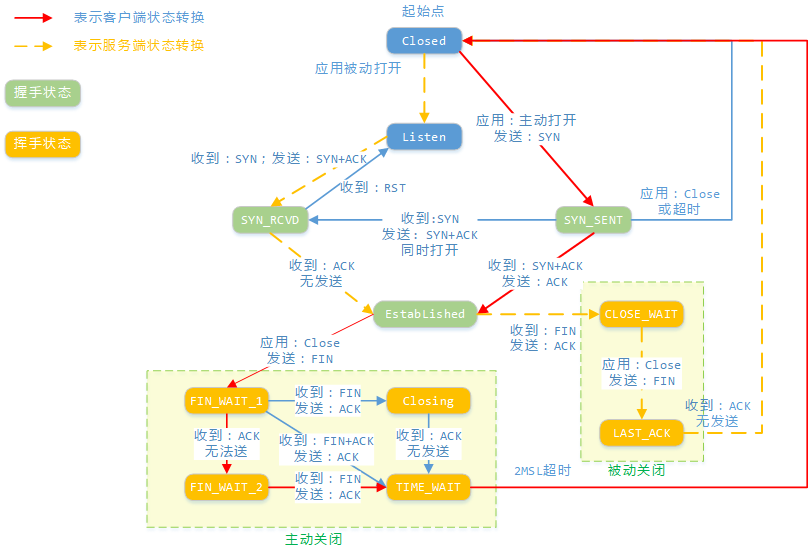 表示客户端状态转换
起始点
Closed
表示服务端状态转换
应用被动打开
握手状态
应用：主动打开
发送：SYN
挥手状态
Listen
收到：SYN；发送：SYN+ACK
收到：RST
应用：Close
或超时
SYN_RCVD
收到:SYN
发送：SYN+ACK
同时打开
SYN_SENT
收到：ACK
无发送
收到：SYN+ACK
发送：ACK
Established
收到：FIN
发送：ACK
CLOSE_WAIT
应用：Close
发送：FIN
应用：Close
发送：FIN
FIN_WAIT_1
收到：FIN
发送：ACK
Closing
收到：ACK
无发送
LAST_ACK
收到：ACK
无法送
收到：FIN+ACK
发送：ACK
收到：ACK
无发送
2MSL超时
被动关闭
FIN_WAIT_2
收到：FIN
发送：ACK
TIME_WAIT
主动关闭